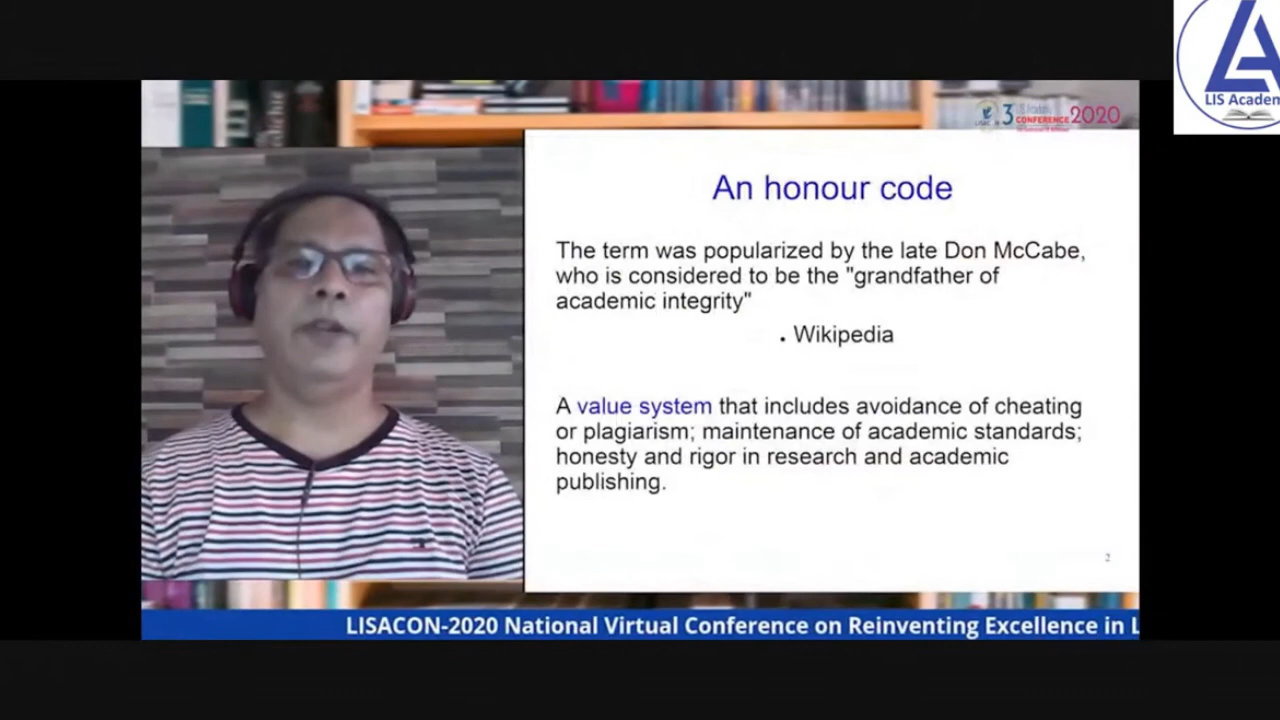 LIS Academ
3
CONFERENCE 2020
An honour code
The term was popularized by the late Don McCabe,
who is considered to be the "grandfather of
academic integrity"
. Wikipedia
A value system that includes avoidance of cheating
or plagiarism; maintenance of academic standards;
honesty and rigor in research and academic
publishing.
2
LISACON-2020 National Virtual Conference on Reinventing Excellence in L